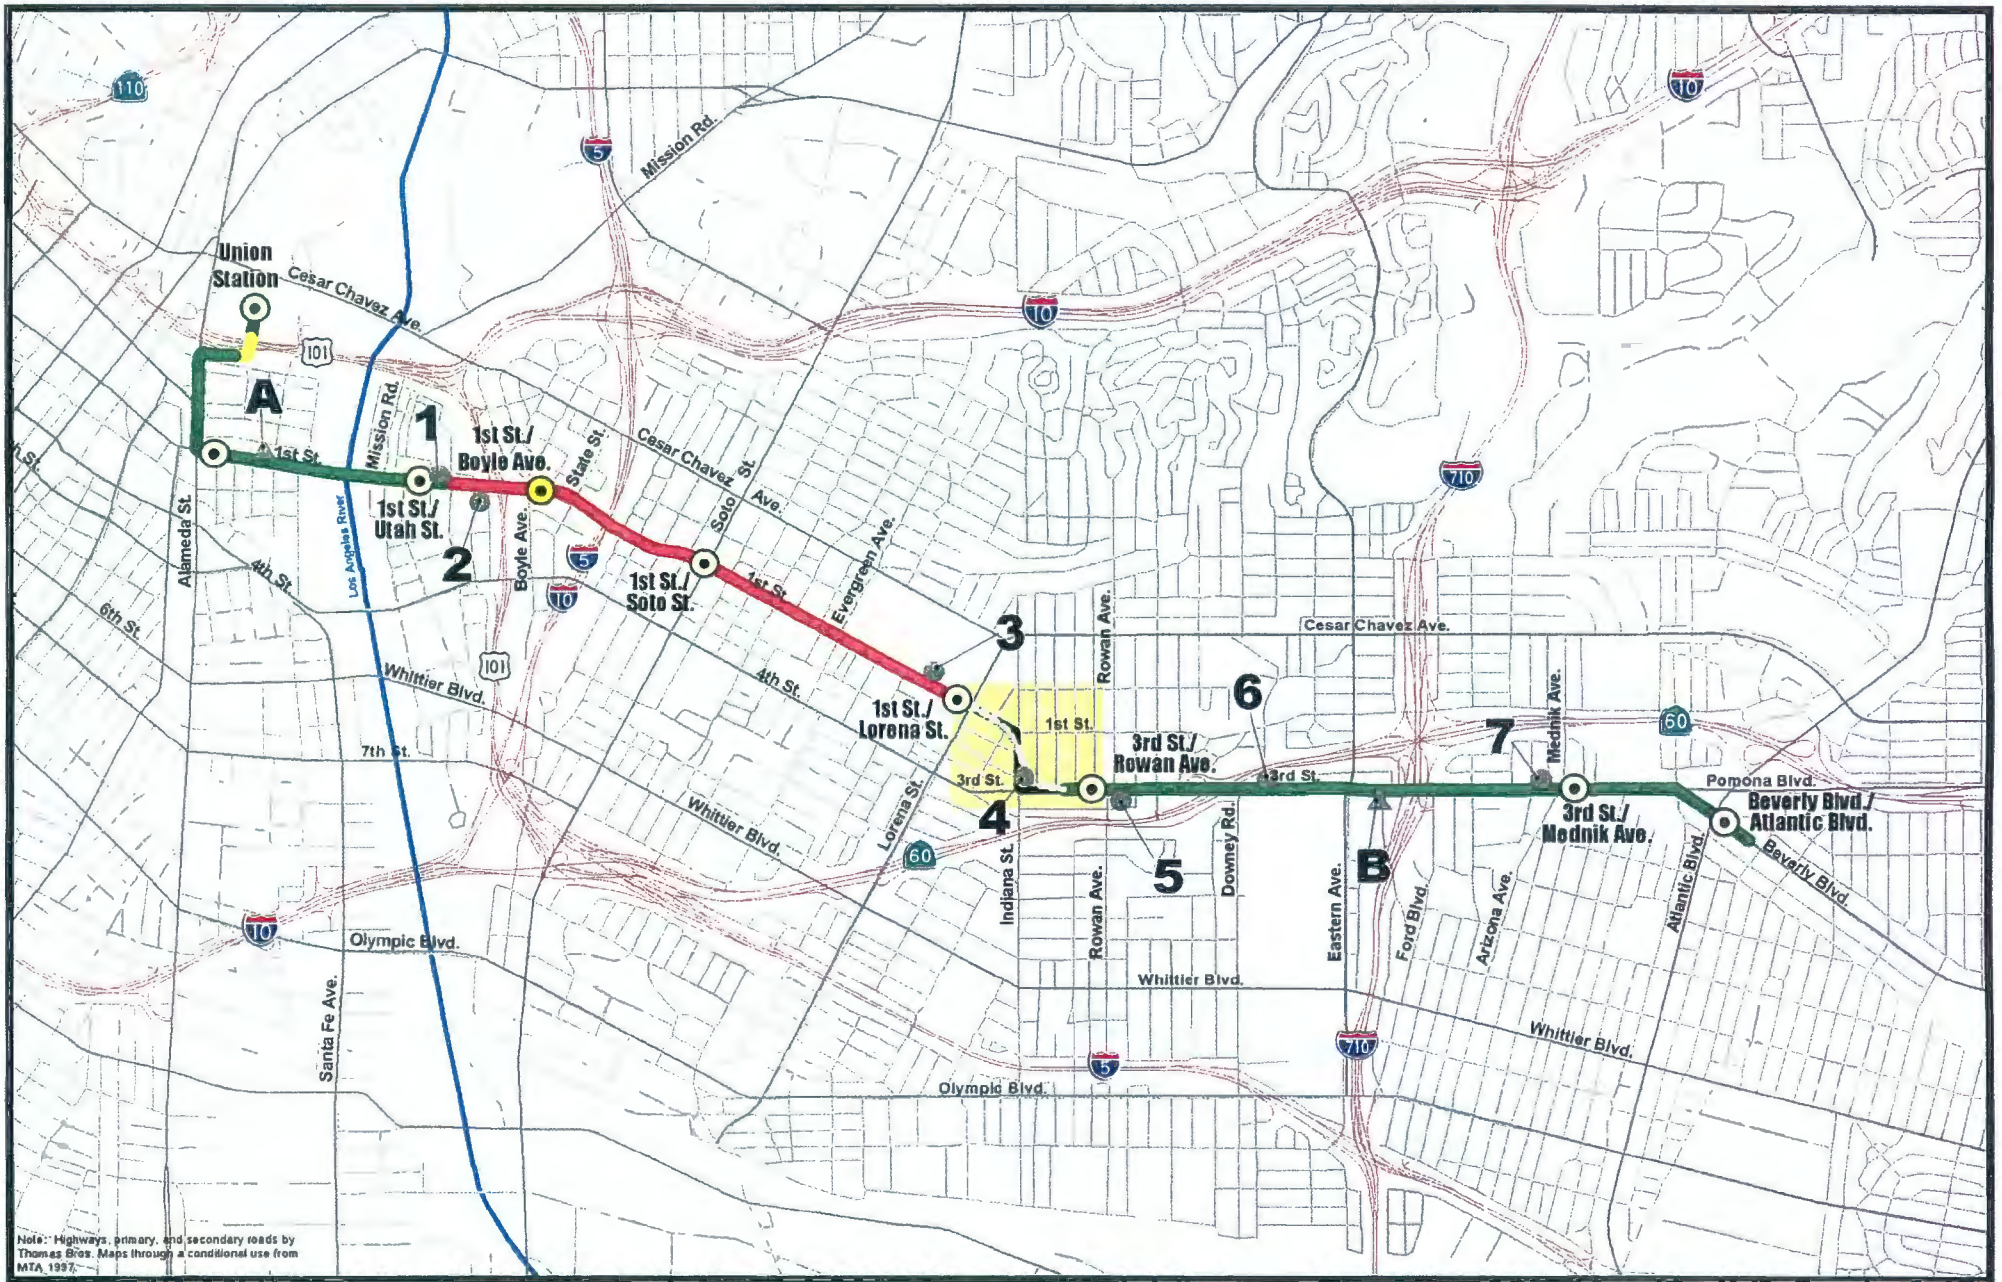 110
5
10
Mission Rd.
Union
Station
Cesar Chavez Ave.
10
101
A
Mission Rd.
1
1st St./
Boyle Ave.
State St.
Cesar Chavez Ave.
Soto St.
710
h St.
1st St.
1st St./
Utah St.
2
Boyle Ave.
5
Alameda St.
Los Angeles River
4th St.
10
1st St./
Soto St.
1st St.
Evergreen Ave.
6th St.
101
Whittier Blvd.
4th St.
3
Rowan Ave.
Cesar Chavez Ave.
1st St./
Lorena St.
1st St.
6
7
Mednik Ave.
60
7th St.
3rd St.
3rd St./
Rowan Ave.
3rd St.
Pomona Blvd.
Whittier Blvd.
Lorena St.
4
60
Indiana St.
5
Rowan Ave.
Downey Rd.
Eastern Ave.
B
Ford Blvd.
Arizona Ave.
3rd St./
Mednik Ave.
Beverly Blvd./
Atlantic Blvd.
Atlantic Blvd.
Beverly Blvd.
10
Olympic Blvd.
Santa Fe Ave.
Whittier Blvd.
Whittier Blvd.
5
710
Olympic Blvd.
Note: Highways, primary, and secondary roads by
Thomas Bros. Maps through a conditional use from
MTA 1997.